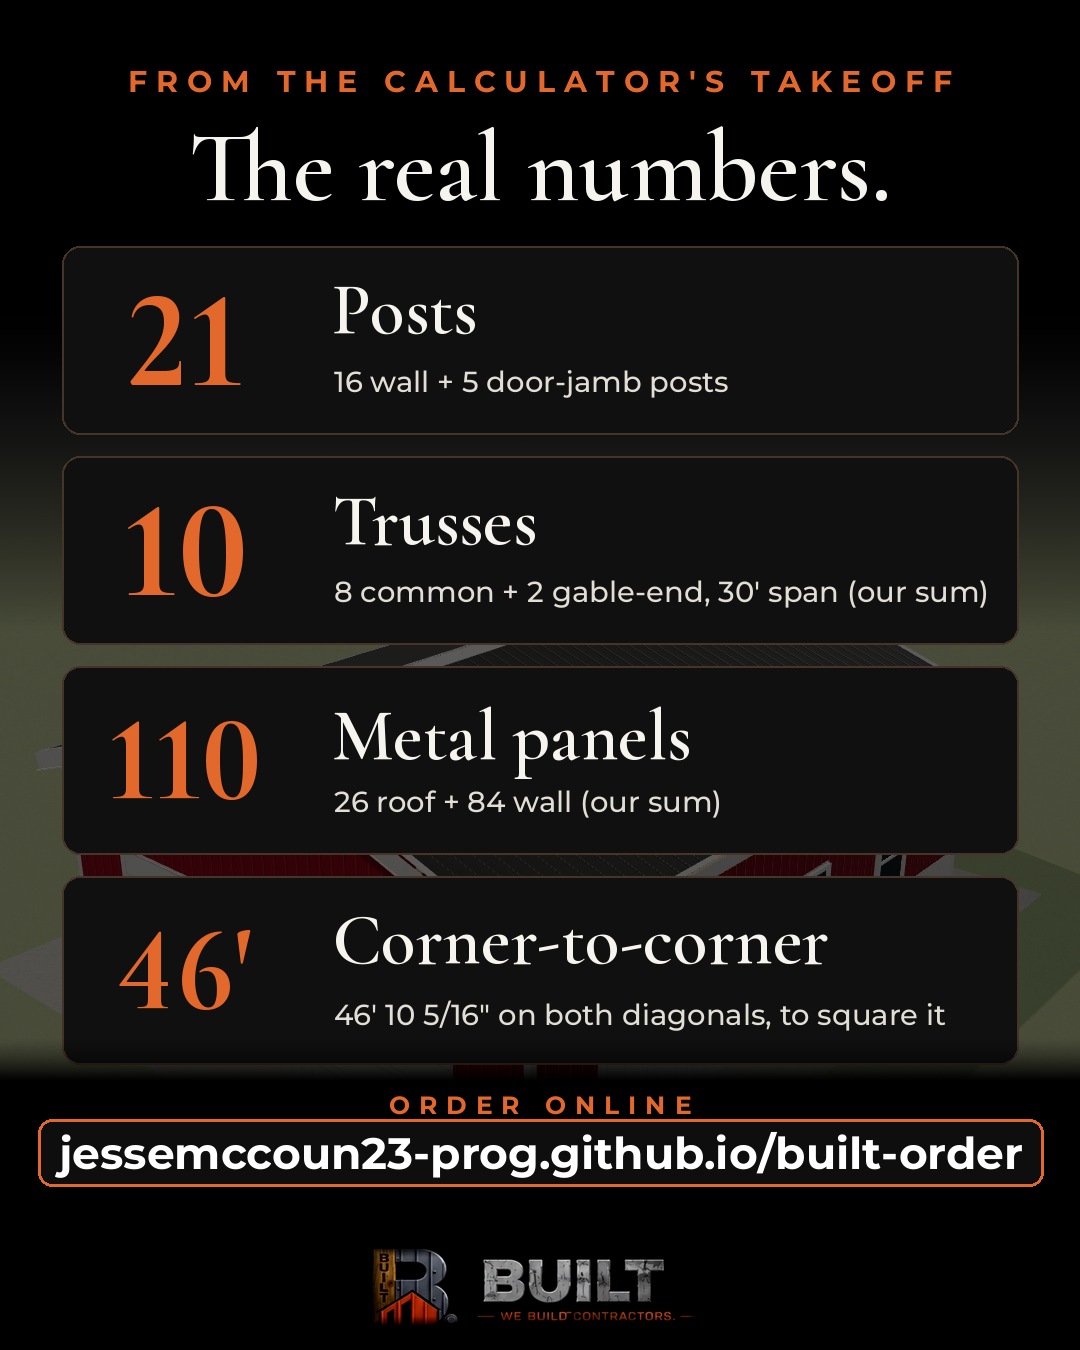 FROM THE CALCULATOR'S TAKEOFF
The real numbers.
21
Posts
16 wall + 5 door-jamb posts
10
Trusses
8 common + 2 gable-end, 30' span (our sum)
110
Metal panels
26 roof + 84 wall (our sum)
46'
Corner-to-corner
46' 10 5/16" on both diagonals, to square it
ORDER ONLINE
jessemccoun23-prog.github.io/built-order
BUILT
BUILT
WE BUILD CONTRACTORS.